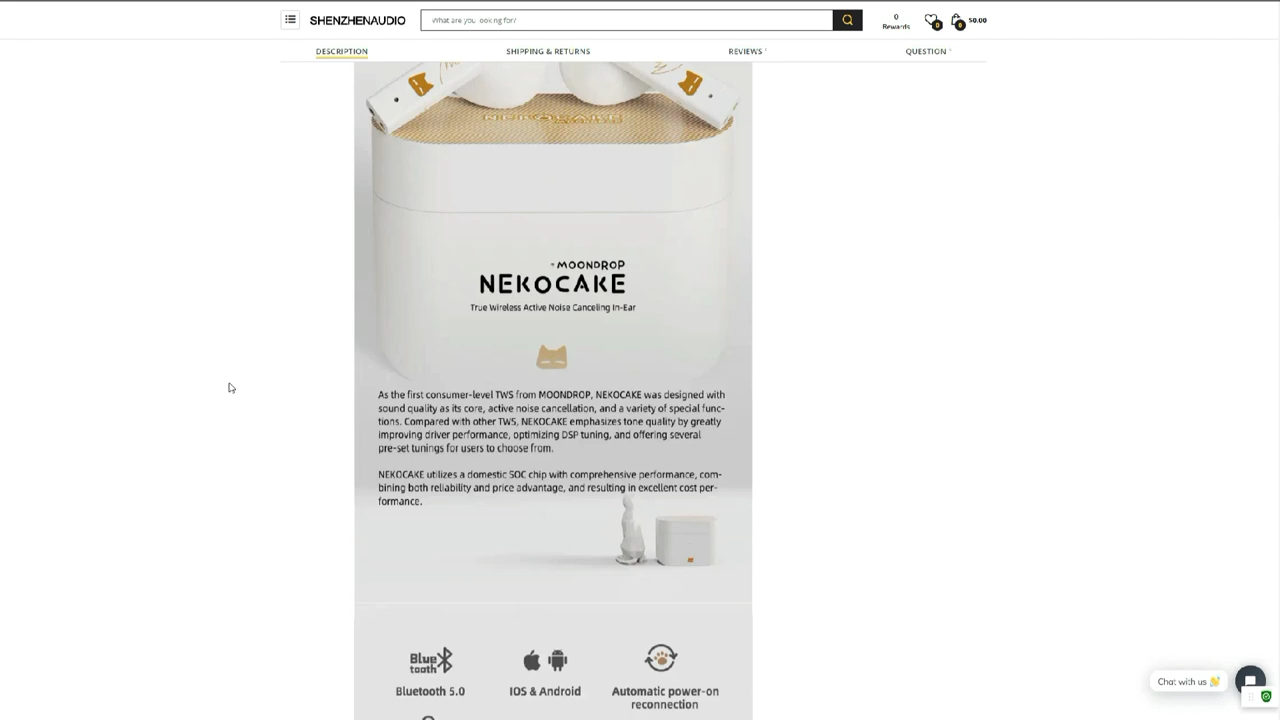 SHENZHENAUDIO
What are you looking for?
0
Rewards
0
0
$0.00
DESCRIPTION
SHIPPING & RETURNS
REVIEWS
QUESTION
NEKOCAKE
MOONDROP
NEKOCAKE
True Wireless Active Noise Canceling In-Ear
As the first consumer-level TWS from MOONDROP, NEKOCAKE was designed with
sound quality as its core, active noise cancellation, and a variety of special func-
tions. Compared with other TWS, NEKOCAKE emphasizes tone quality by greatly
improving driver performance, optimizing DSP tuning, and offering several
pre-set tunings for users to choose from.
NEKOCAKE utilizes a domestic SOC chip with comprehensive performance, com-
bining both reliability and price advantage, and resulting in excellent cost per-
formance.
Blue
tooth
Bluetooth 5.0
IOS & Android
Automatic power-on
reconnection
Chat with us 👋